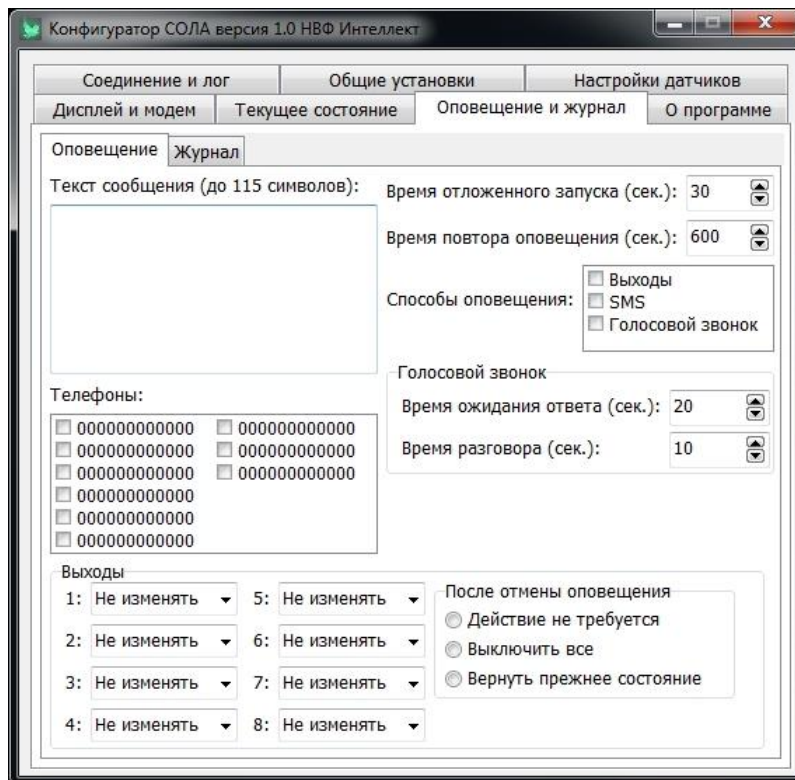 Конфигуратор СОЛА версия 1.0 НВФ Интеллект
Соединение и лог
Общие установки
Настройки датчиков
Дисплей и модем
Текущее состояние
Оповещение и журнал
О программе
Оповещение
Журнал
Текст сообщения (до 115 символов):
Время отложенного запуска (сек.): 30
Время повтора оповещения (сек.): 600
Способы оповещения:
Выходы
SMS
Голосовой звонок
Голосовой звонок
Время ожидания ответа (сек.): 20
Время разговора (сек.): 10
Телефоны:
000000000000 000000000000
000000000000 000000000000
000000000000 000000000000
000000000000
000000000000
000000000000
Выходы
1: Не изменять 5: Не изменять
2: Не изменять 6: Не изменять
3: Не изменять 7: Не изменять
4: Не изменять 8: Не изменять
После отмены оповещения
Действие не требуется
Выключить все
Вернуть прежнее состояние